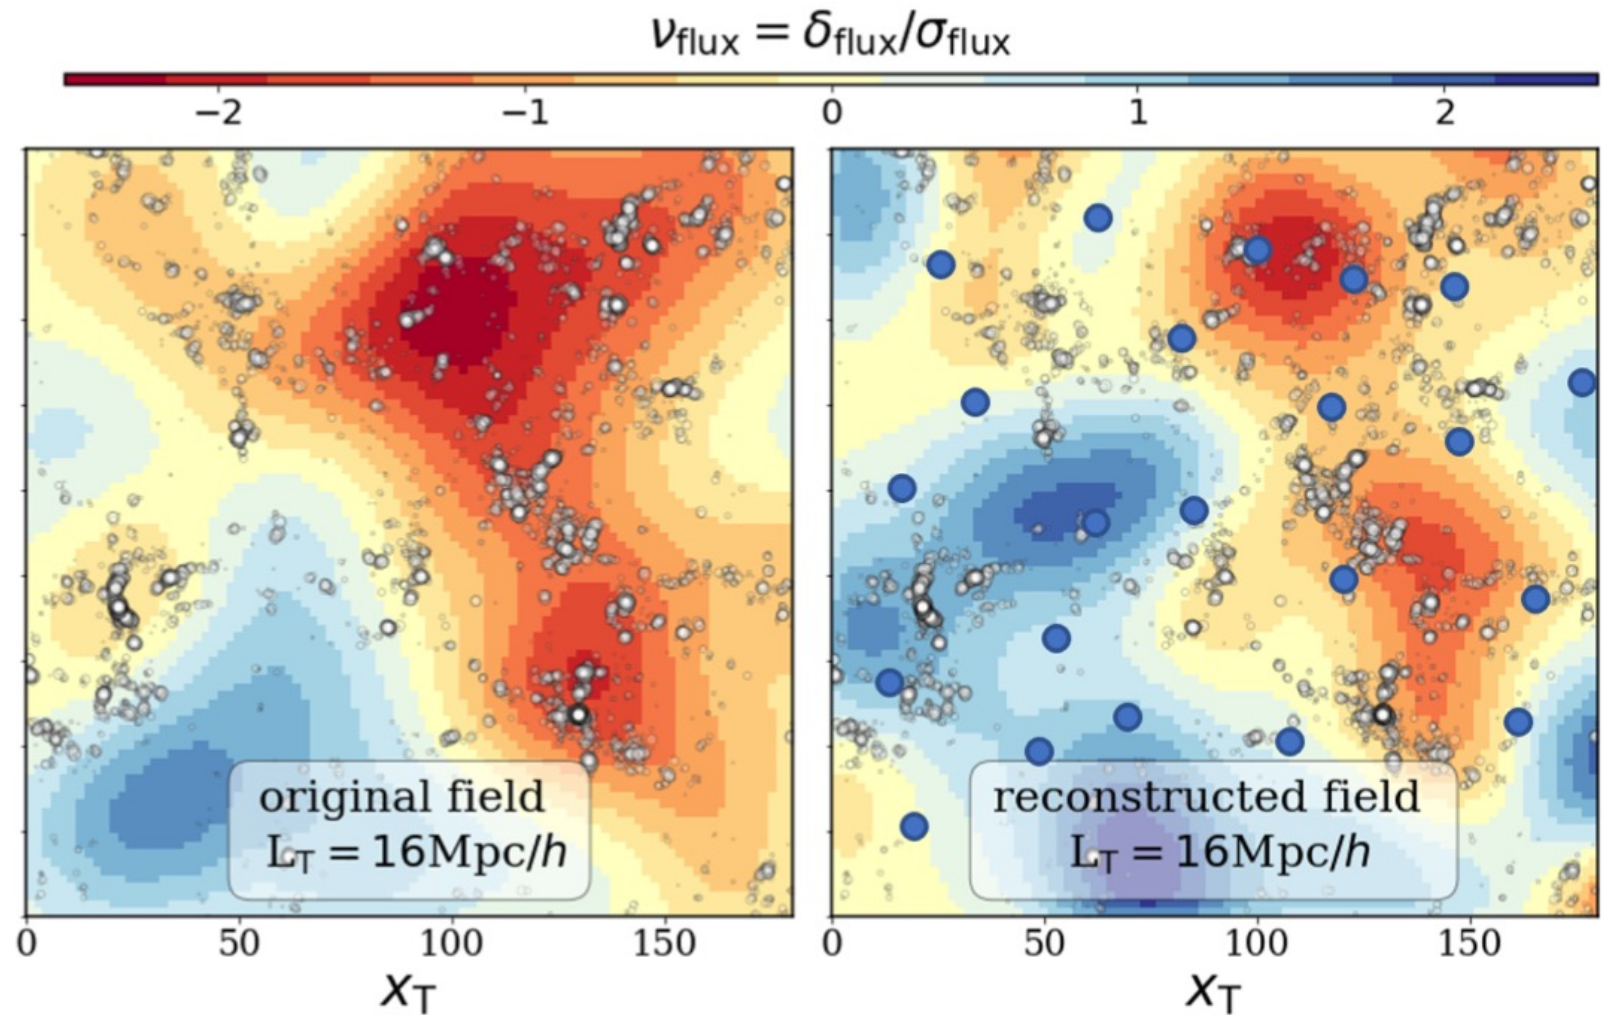 ν_flux = δ_flux/σ_flux
−2 −1 0 1 2
original field
L_T = 16Mpc/h
reconstructed field
L_T = 16Mpc/h
0 50 100 150
0 50 100 150
x_T
x_T